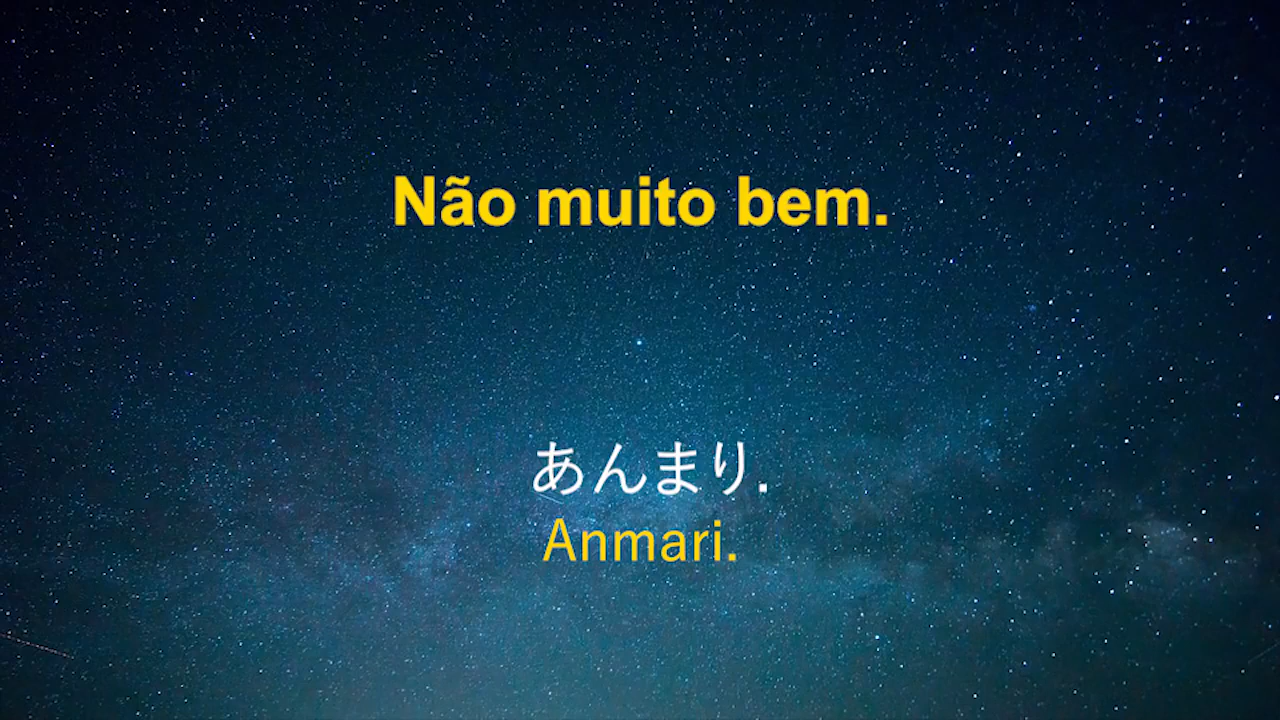 Não muito bem.
あんまり.
Anmari.